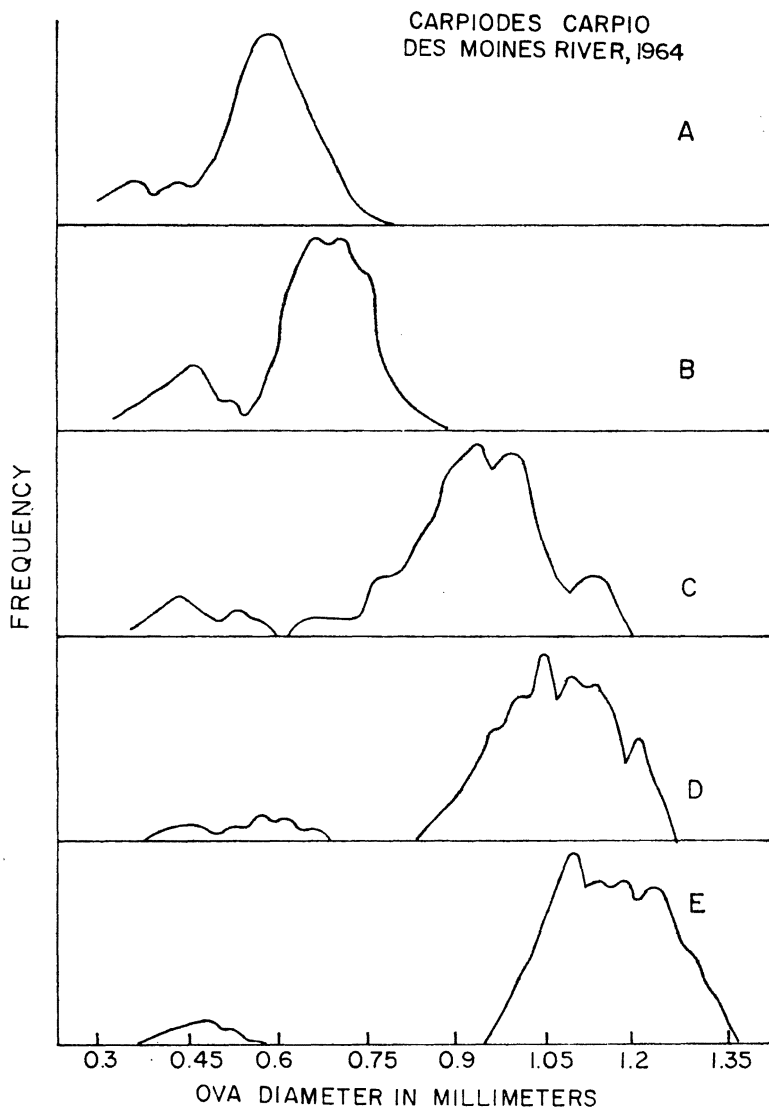 CARPIODES CARPIO
DES MOINES RIVER, 1964
A
B
C
D
E
FREQUENCY
0.3 0.45 0.6 0.75 0.9 1.05 1.2 1.35
OVA DIAMETER IN MILLIMETERS